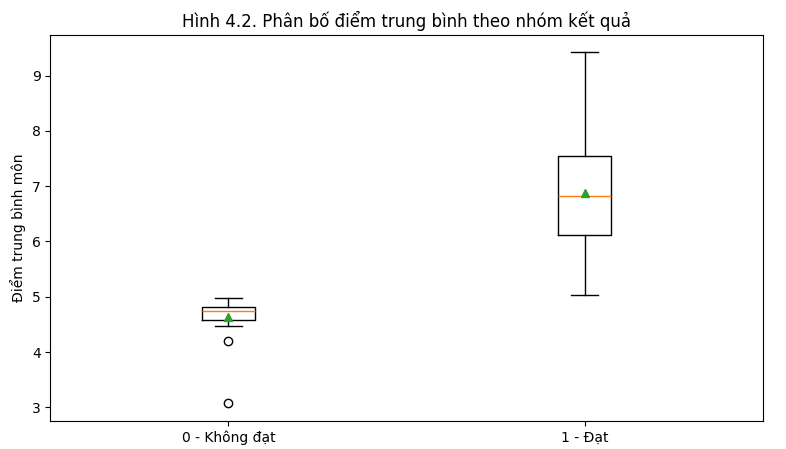 Hình 4.2. Phân bố điểm trung bình theo nhóm kết quả
Điểm trung bình môn
9
8
7
6
5
4
3
0 - Không đạt
1 - Đạt